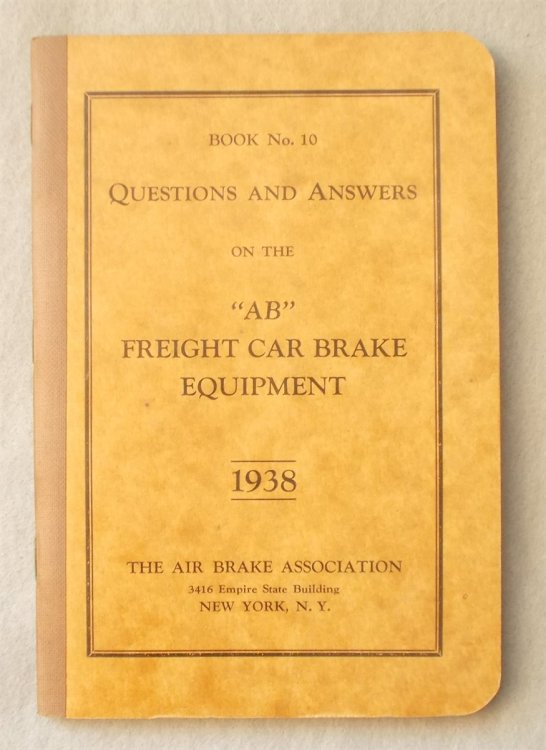 BOOK No. 10
QUESTIONS AND ANSWERS
ON THE
"AB"
FREIGHT CAR BRAKE
EQUIPMENT
1938
THE AIR BRAKE ASSOCIATION
3416 Empire State Building
NEW YORK, N. Y.